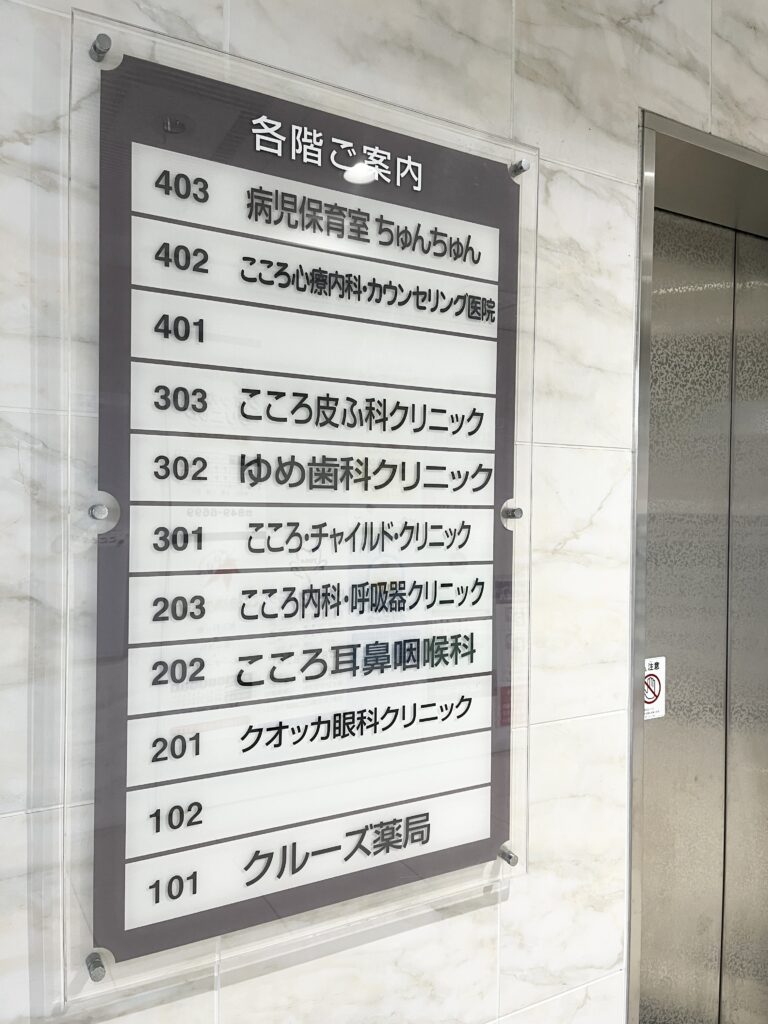 各階ご案内
403 病児保育室 ちゅんちゅん
402 こころ心療内科・カウンセリング医院
401
303 こころ皮ふ科クリニック
302 ゆめ歯科クリニック
301 こころ・チャイルド・クリニック
203 こころ内科・呼吸器クリニック
202 こころ耳鼻咽喉科
201 クオッカ眼科クリニック
102
101 クルーズ薬局
注意